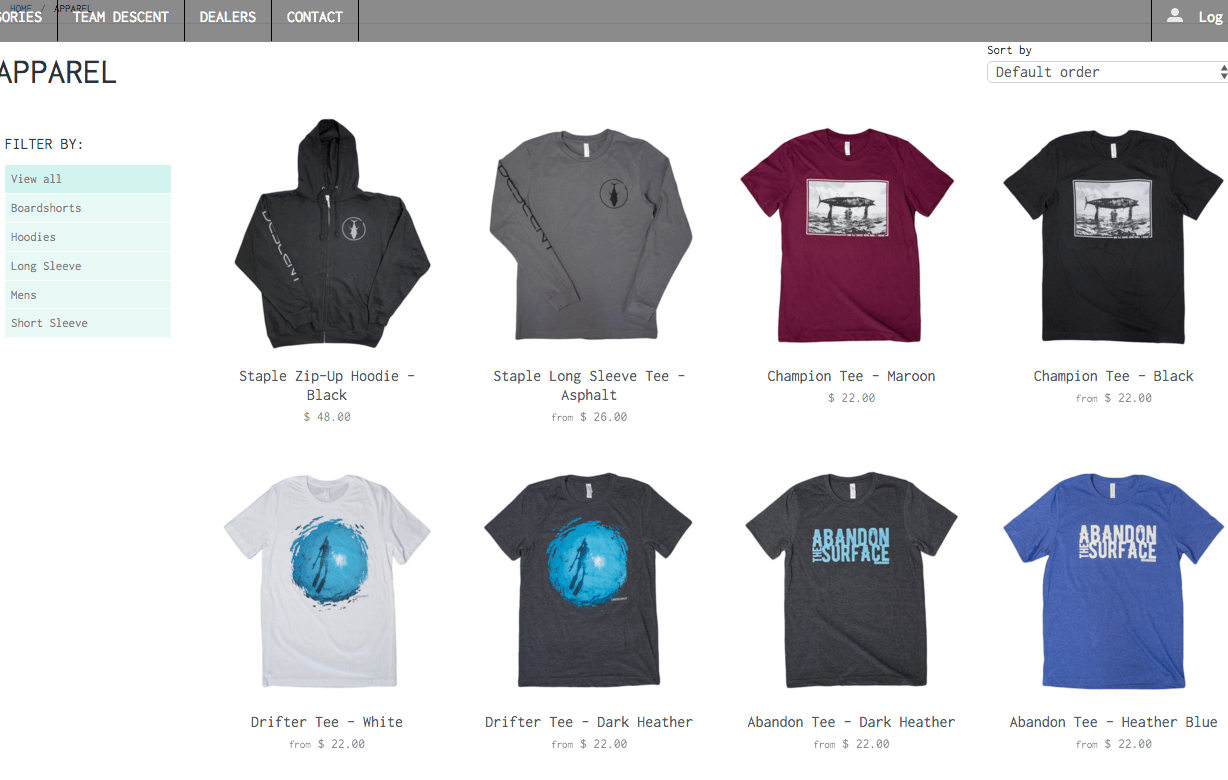 HOME / APPAREL
SORIES TEAM DESCENT DEALERS CONTACT Log
APPAREL
Sort by
Default order
FILTER BY:
View all
Boardshorts
Hoodies
Long Sleeve
Mens
Short Sleeve
DESCENT
DESCENT
Staple Zip-Up Hoodie -
Black
$ 48.00
Staple Long Sleeve Tee -
Asphalt
from $ 26.00
Champion Tee - Maroon
$ 22.00
Champion Tee - Black
from $ 22.00
ABANDON
THE SURFACE
ABANDON
THE SURFACE
Drifter Tee - White
from $ 22.00
Drifter Tee - Dark Heather
from $ 22.00
Abandon Tee - Dark Heather
from $ 22.00
Abandon Tee - Heather Blue
from $ 22.00